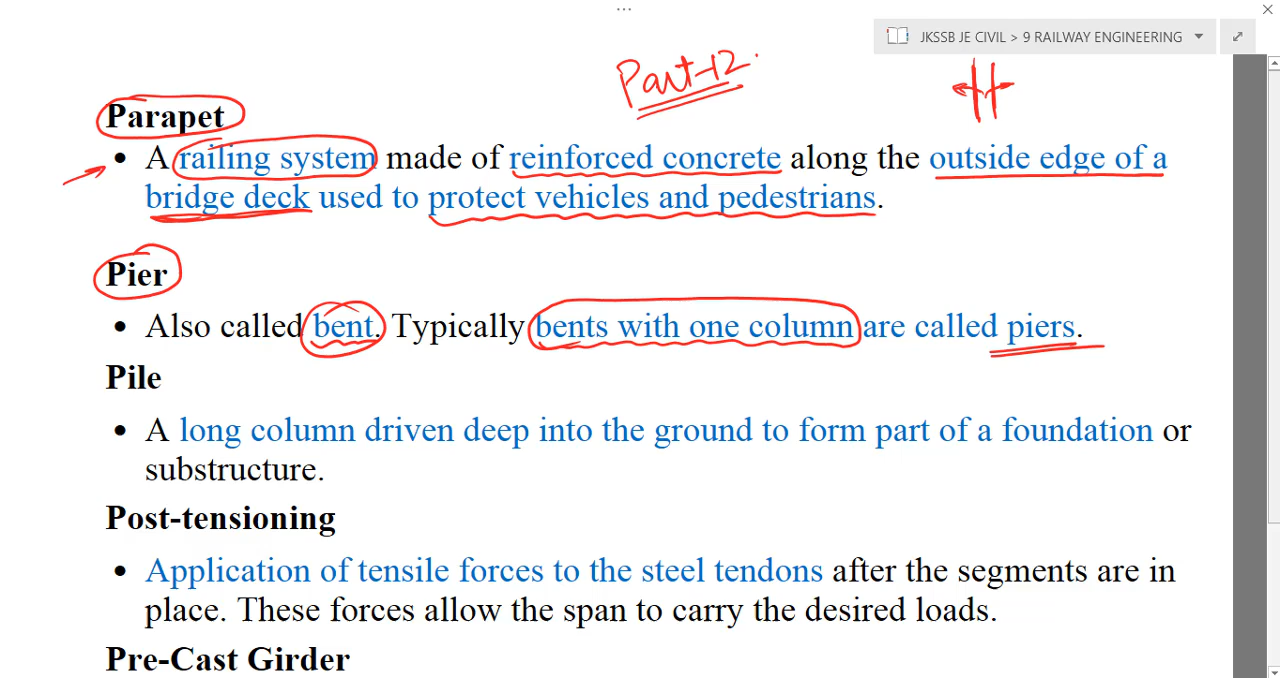 JKSSB JE CIVIL > 9 RAILWAY ENGINEERING
Part-12
Parapet
• A railing system made of reinforced concrete along the outside edge of a
bridge deck used to protect vehicles and pedestrians.
Pier
• Also called bent. Typically bents with one column are called piers.
Pile
• A long column driven deep into the ground to form part of a foundation or
substructure.
Post-tensioning
• Application of tensile forces to the steel tendons after the segments are in
place. These forces allow the span to carry the desired loads.
Pre-Cast Girder